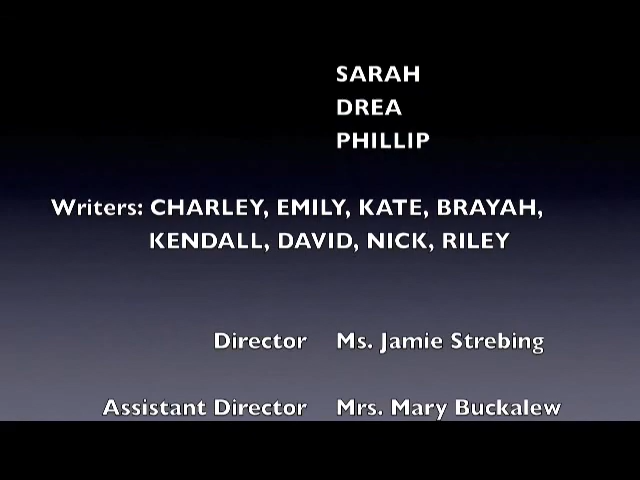 SARAH
DREA
PHILLIP
Writers: CHARLEY, EMILY, KATE, BRAYAH,
KENDALL, DAVID, NICK, RILEY
Director Ms. Jamie Strebing
Assistant Director Mrs. Mary Buckalew